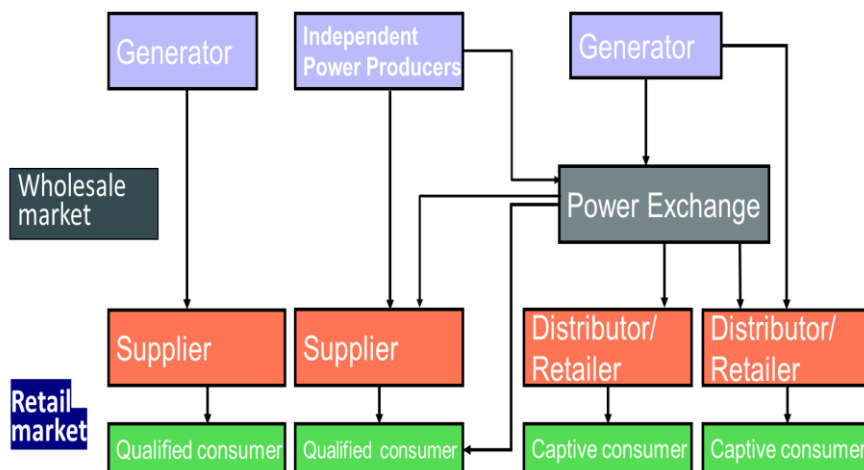 Generator
Independent
Power Producers
Generator
Wholesale
market
Power Exchange
Supplier
Supplier
Distributor/
Retailer
Distributor/
Retailer
Retail
market
Qualified consumer
Qualified consumer
Captive consumer
Captive consumer